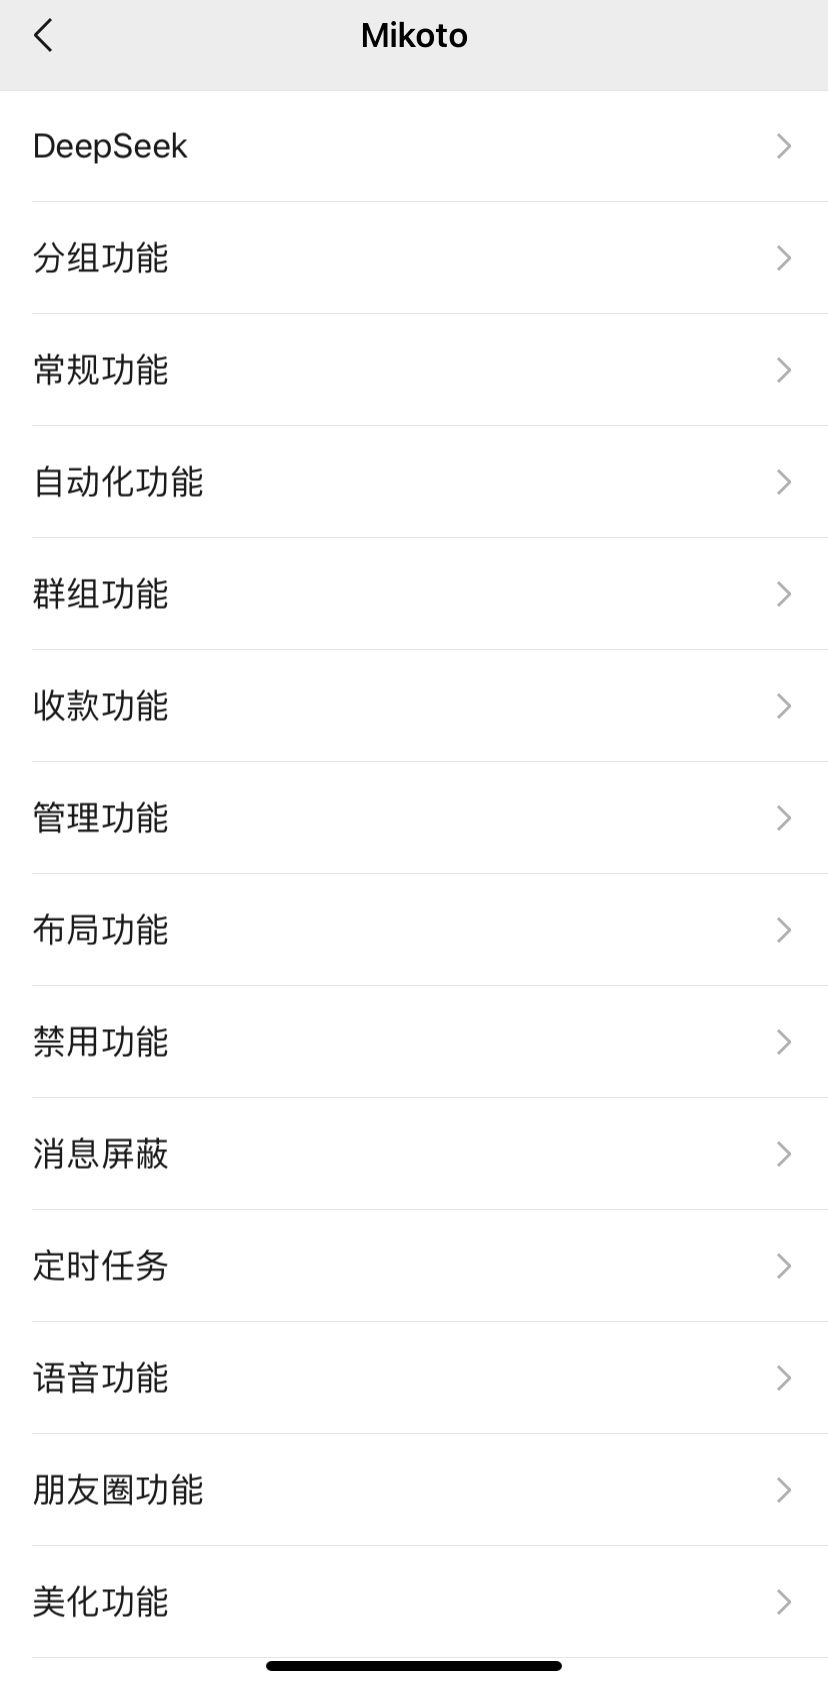 Mikoto
DeepSeek
分组功能
常规功能
自动化功能
群组功能
收款功能
管理功能
布局功能
禁用功能
消息屏蔽
定时任务
语音功能
朋友圈功能
美化功能